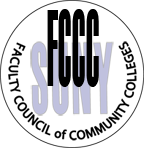 FCCC
SUNY
FACULTY COUNCIL of COMMUNITY COLLEGES